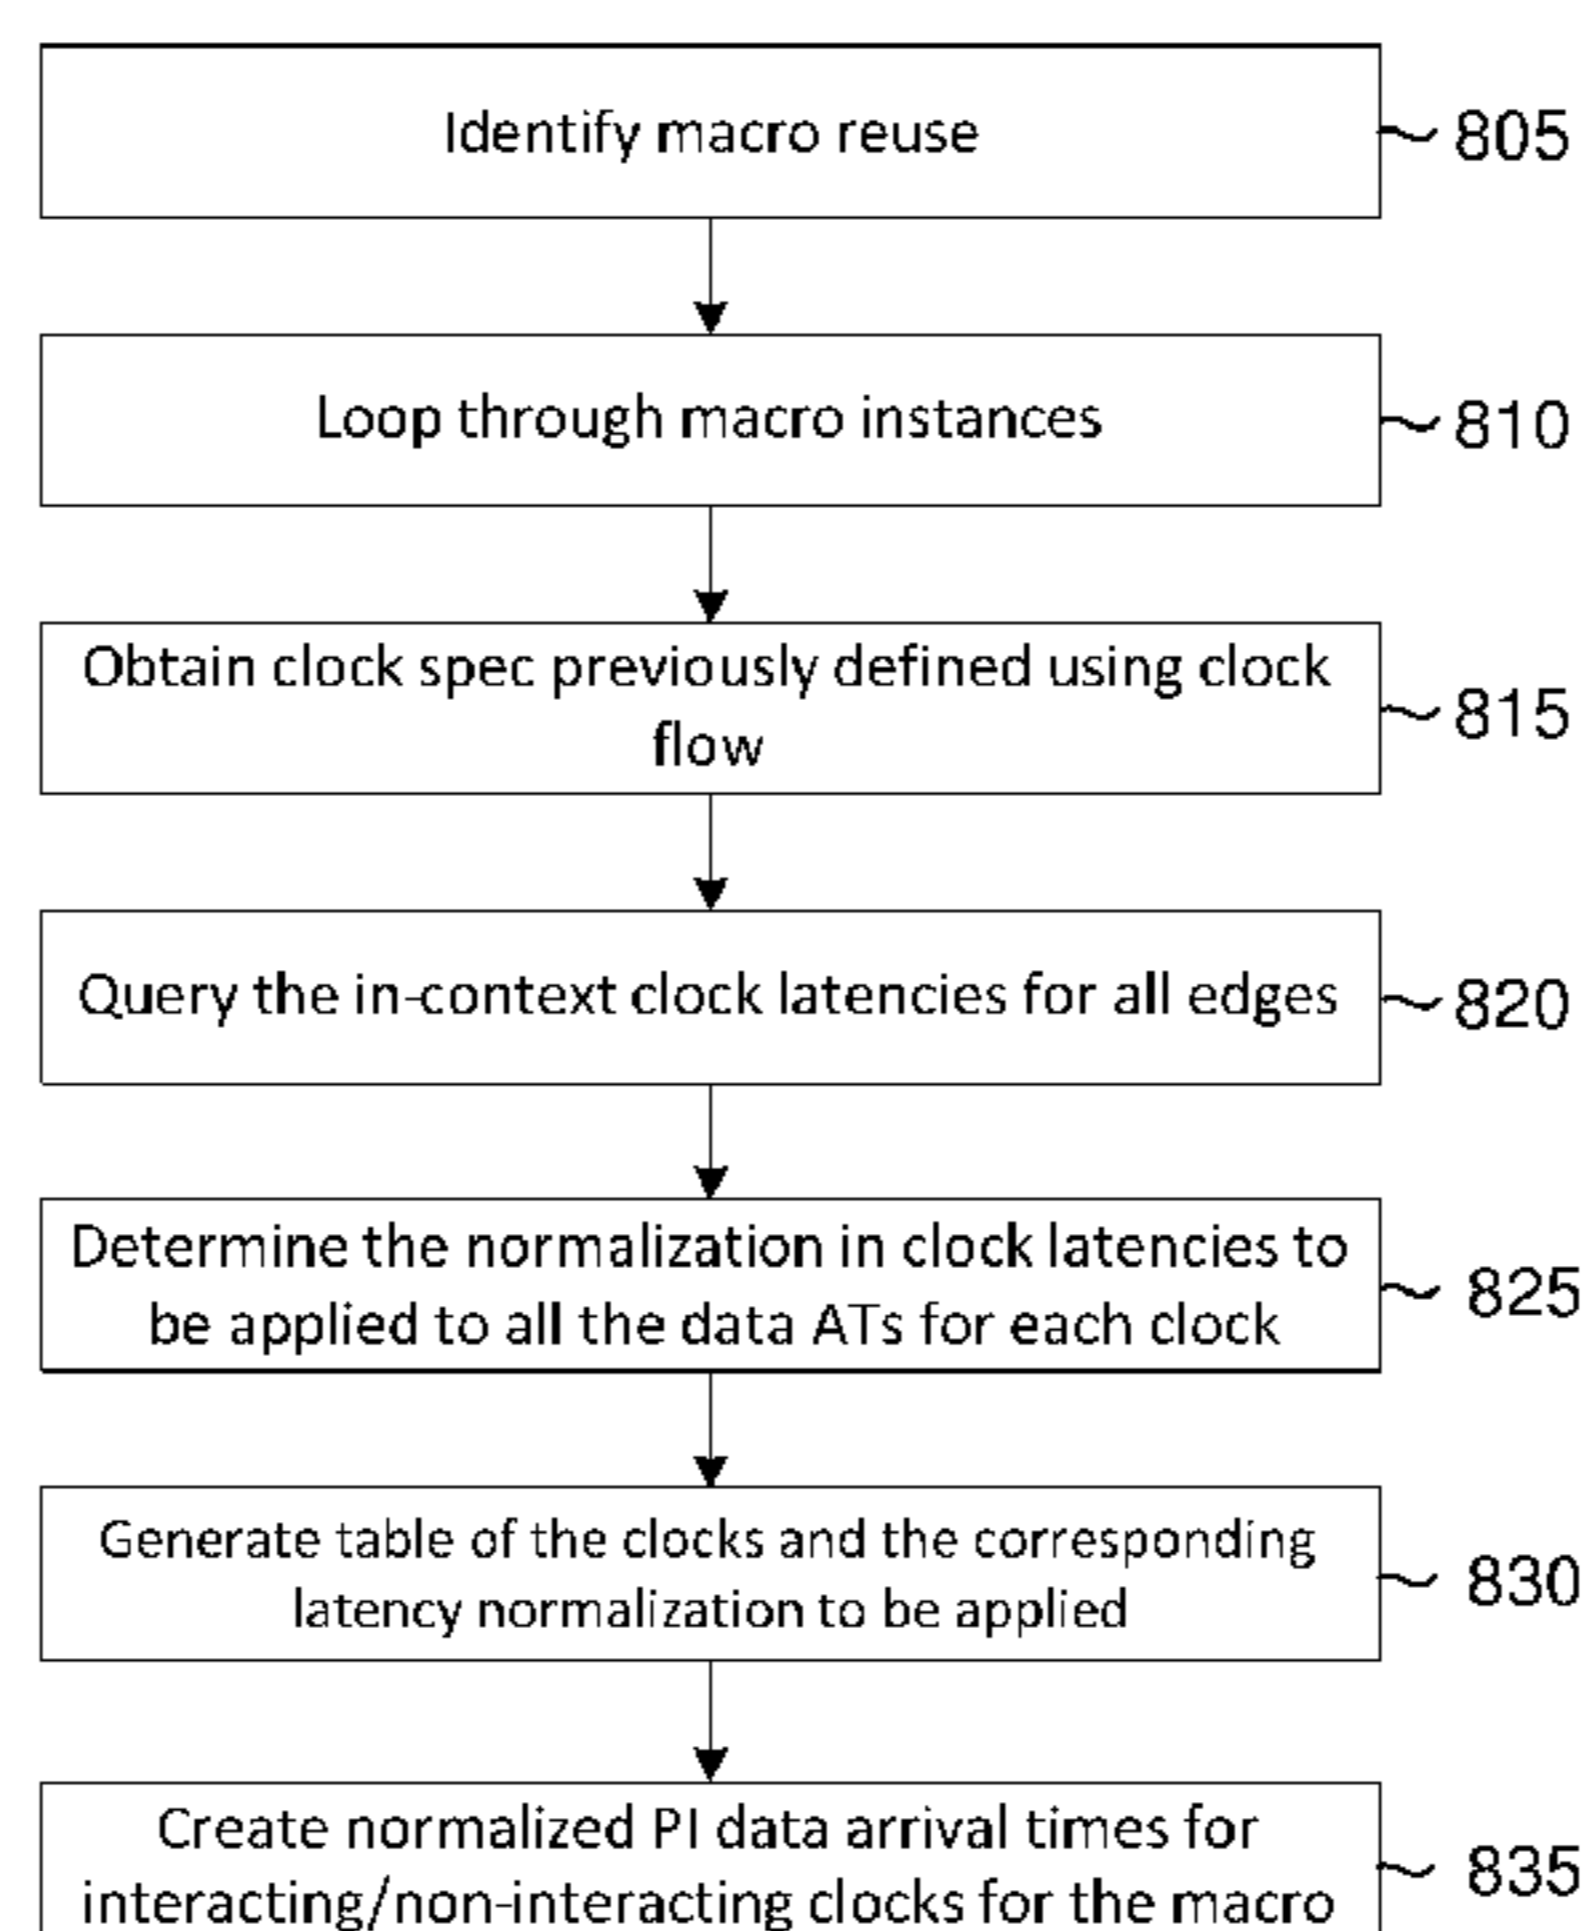 Identify macro reuse
805
Loop through macro instances
810
Obtain clock spec previously defined using clock
flow
815
Query the in-context clock latencies for all edges
820
Determine the normalization in clock latencies to
be applied to all the data ATs for each clock
825
Generate table of the clocks and the corresponding
latency normalization to be applied
830
Create normalized PI data arrival times for
interacting/non-interacting clocks for the macro
835